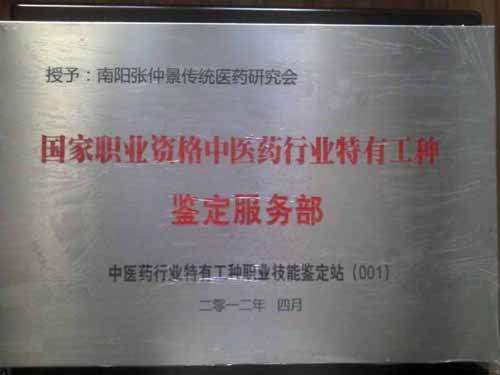 授予：南阳张仲景传统医药研究会
国家职业资格中医药行业特有工种
鉴定服务部
中医药行业特有工种职业技能鉴定站（001）
二零一二年 四月